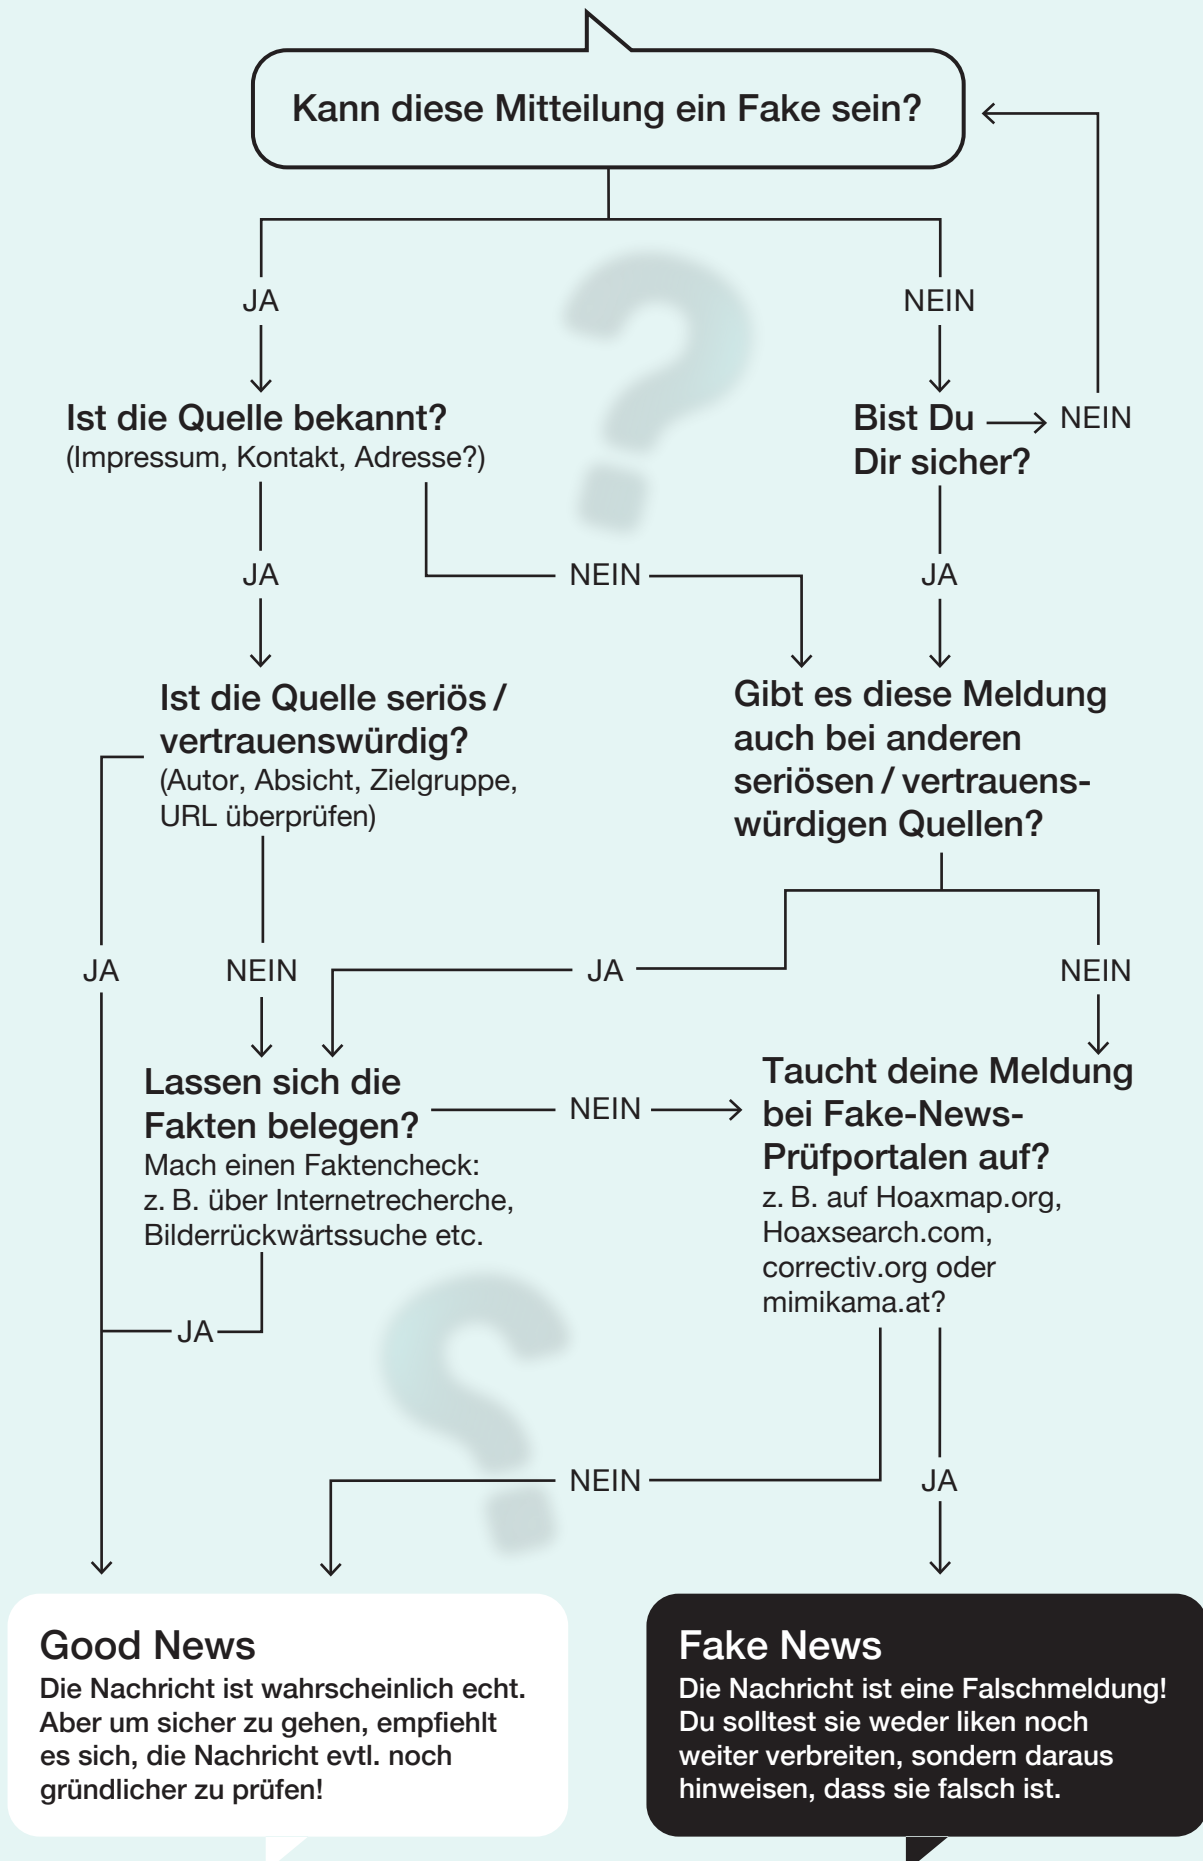 Kann diese Mitteilung ein Fake sein?
JA
NEIN
Ist die Quelle bekannt?
(Impressum, Kontakt, Adresse?)
Bist Du
Dir sicher?
NEIN
JA
NEIN
JA
Ist die Quelle seriös /
vertrauenswürdig?
(Autor, Absicht, Zielgruppe,
URL überprüfen)
Gibt es diese Meldung
auch bei anderen
seriösen / vertrauens-
würdigen Quellen?
JA
NEIN
JA
NEIN
Lassen sich die
Fakten belegen?
Mach einen Faktencheck:
z. B. über Internetrecherche,
Bilderrückwärtssuche etc.
NEIN
Taucht deine Meldung
bei Fake-News-
Prüfportalen auf?
z. B. auf Hoaxmap.org,
Hoaxsearch.com,
correctiv.org oder
mimikama.at?
JA
NEIN
JA
Good News
Die Nachricht ist wahrscheinlich echt.
Aber um sicher zu gehen, empfiehlt
es sich, die Nachricht evtl. noch
gründlicher zu prüfen!
Fake News
Die Nachricht ist eine Falschmeldung!
Du solltest sie weder liken noch
weiter verbreiten, sondern daraus
hinweisen, dass sie falsch ist.